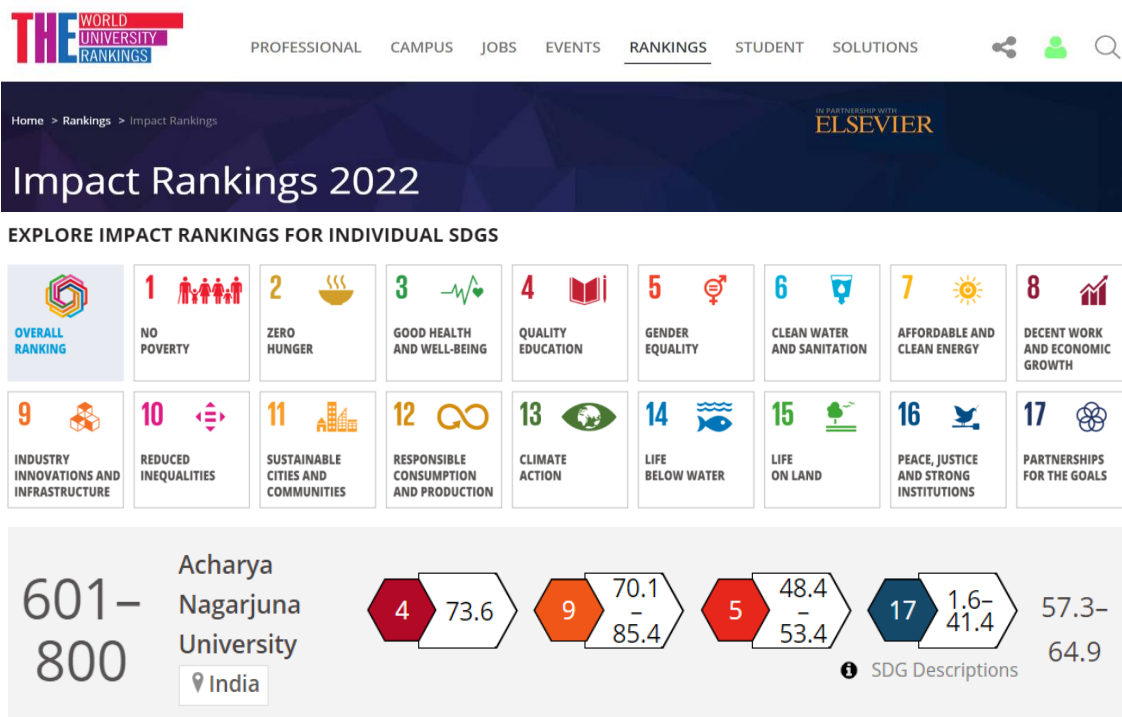 THE WORLD
UNIVERSITY
RANKINGS
PROFESSIONAL CAMPUS JOBS EVENTS RANKINGS STUDENT SOLUTIONS
Home > Rankings > Impact Rankings
IN PARTNERSHIP WITH
ELSEVIER
Impact Rankings 2022
EXPLORE IMPACT RANKINGS FOR INDIVIDUAL SDGS
OVERALL
RANKING
1
NO
POVERTY
2
ZERO
HUNGER
3
GOOD HEALTH
AND WELL-BEING
4
QUALITY
EDUCATION
5
GENDER
EQUALITY
6
CLEAN WATER
AND SANITATION
7
AFFORDABLE AND
CLEAN ENERGY
8
DECENT WORK
AND ECONOMIC
GROWTH
9
INDUSTRY
INNOVATIONS AND
INFRASTRUCTURE
10
REDUCED
INEQUALITIES
11
SUSTAINABLE
CITIES AND
COMMUNITIES
12
RESPONSIBLE
CONSUMPTION
AND PRODUCTION
13
CLIMATE
ACTION
14
LIFE
BELOW WATER
15
LIFE
ON LAND
16
PEACE, JUSTICE
AND STRONG
INSTITUTIONS
17
PARTNERSHIPS
FOR THE GOALS
601–
800
Acharya
Nagarjuna
University
India
4 73.6
9
70.1
–
85.4
5
48.4
–
53.4
17
1.6–
41.4
57.3–
64.9
SDG Descriptions